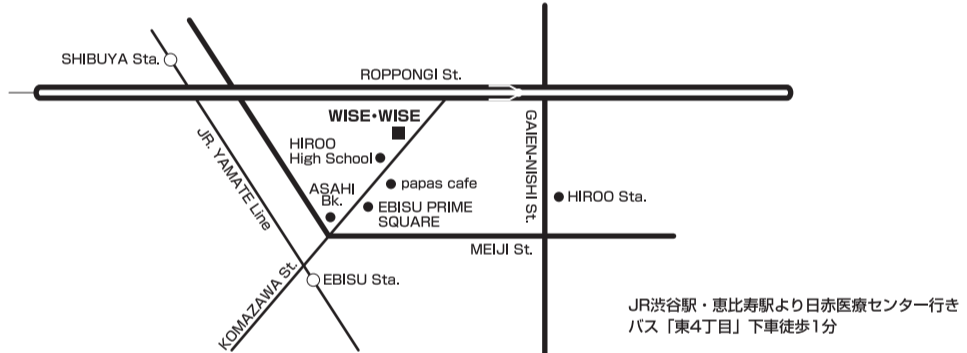 SHIBUYA Sta.
ROPPONGI St.
WISE•WISE
HIROO
High School
JR. YAMATE Line
ASAHI
Bk.
papas cafe
EBISU PRIME
SQUARE
GAIEN-NISHI St.
HIROO Sta.
MEIJI St.
KOMAZAWA St.
EBISU Sta.
JR渋谷駅・恵比寿駅より日赤医療センター行き
バス「東4丁目」下車徒歩1分